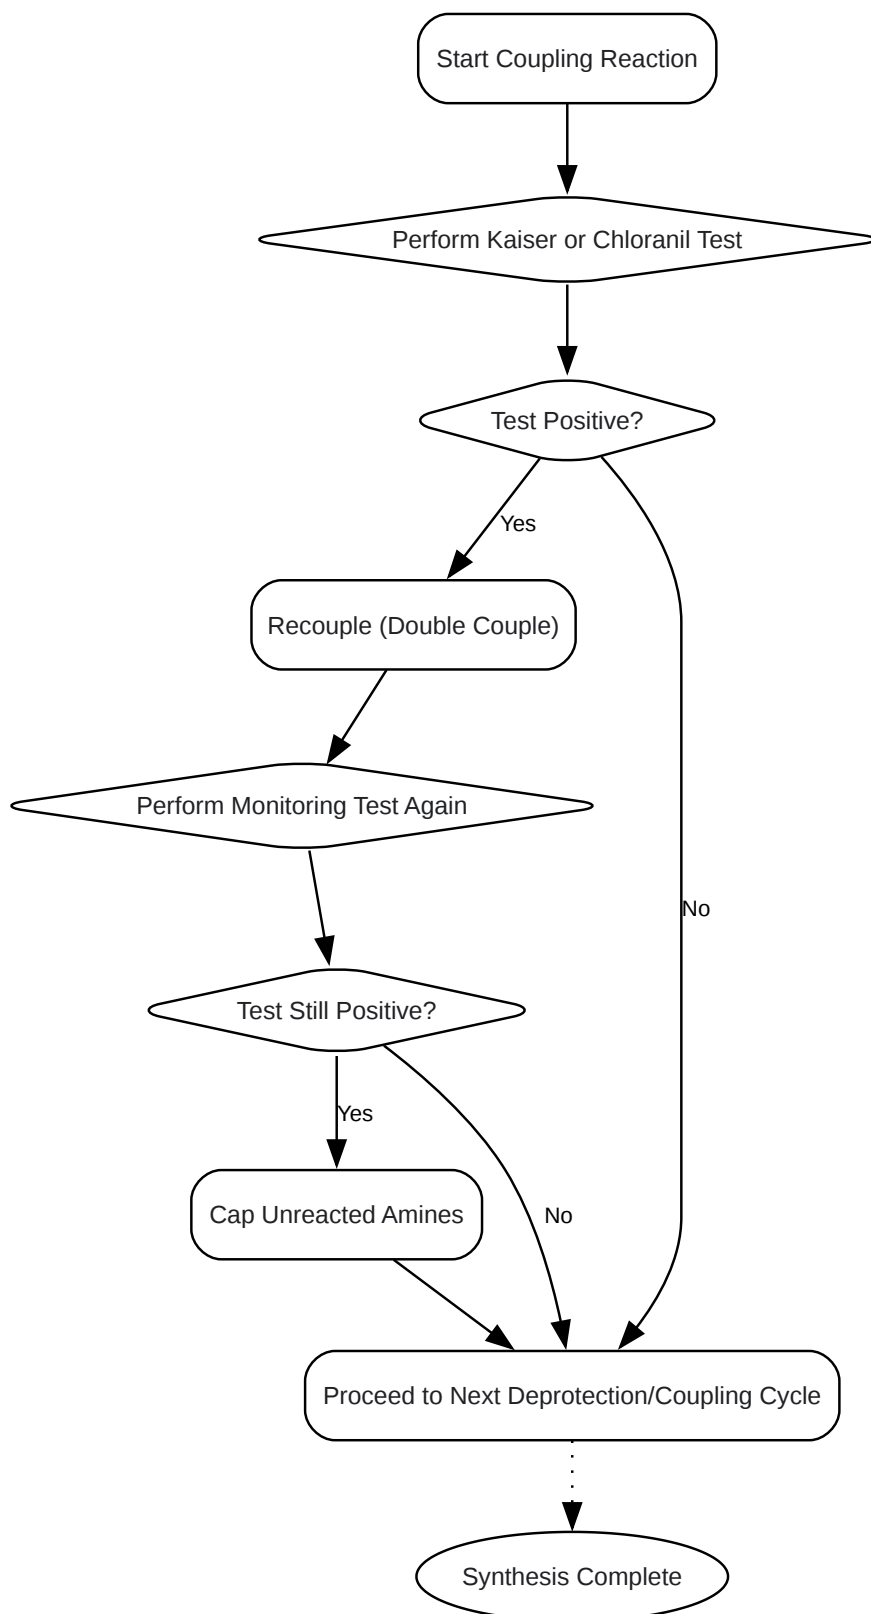 Start Coupling Reaction
Perform Kaiser or Chloranil Test
Test Positive?
Yes
Recouple (Double Couple)
Perform Monitoring Test Again
No
Test Still Positive?
Yes
Cap Unreacted Amines
No
Proceed to Next Deprotection/Coupling Cycle
Synthesis Complete